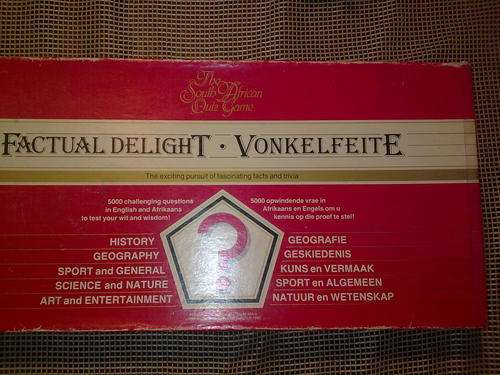 The
South African
Quiz Game
FACTUAL DELIGHT · VONKELFEITE
The exciting pursuit of fascinating facts and trivia
5000 challenging questions
in English and Afrikaans
to test your wit and wisdom!
5000 opwindende vrae in
Afrikaans en Engels om u
kennis op die proef te stel!
?
HISTORY
GEOGRAPHY
SPORT and GENERAL
SCIENCE and NATURE
ART and ENTERTAINMENT
GEOGRAFIE
GESKIEDENIS
KUNS en VERMAAK
SPORT en ALGEMEEN
NATUUR en WETENSKAP